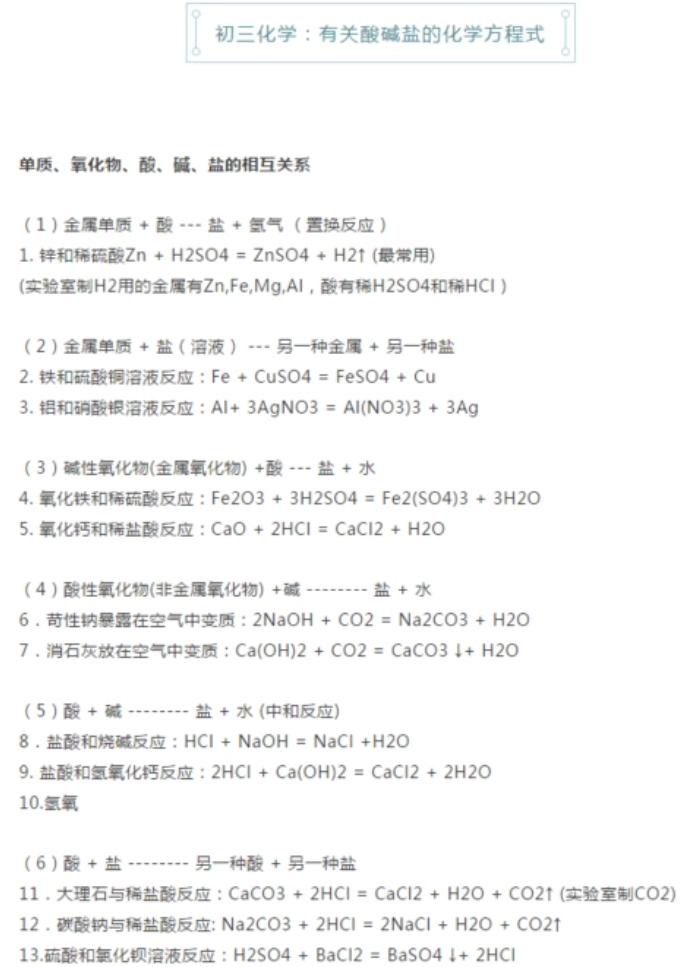 初三化学：有关酸碱盐的化学方程式
单质、氧化物、酸、碱、盐的相互关系
（1）金属单质 + 酸 --- 盐 + 氢气 （置换反应）
1. 锌和稀硫酸Zn + H2SO4 = ZnSO4 + H2↑ (最常用)
(实验室制H2用的金属有Zn,Fe,Mg,Al，酸有稀H2SO4和稀HCl）
（2）金属单质 + 盐（溶液） --- 另一种金属 + 另一种盐
2. 铁和硫酸铜溶液反应：Fe + CuSO4 = FeSO4 + Cu
3. 铝和硝酸银溶液反应：Al+ 3AgNO3 = Al(NO3)3 + 3Ag
（3）碱性氧化物(金属氧化物) +酸 --- 盐 + 水
4. 氧化铁和稀硫酸反应：Fe2O3 + 3H2SO4 = Fe2(SO4)3 + 3H2O
5. 氧化钙和稀盐酸反应：CaO + 2HCl = CaCl2 + H2O
（4）酸性氧化物(非金属氧化物) +碱 -------- 盐 + 水
6．苛性钠暴露在空气中变质：2NaOH + CO2 = Na2CO3 + H2O
7．消石灰放在空气中变质：Ca(OH)2 + CO2 = CaCO3 ↓+ H2O
（5）酸 + 碱 -------- 盐 + 水 (中和反应)
8．盐酸和烧碱反应：HCl + NaOH = NaCl +H2O
9. 盐酸和氢氧化钙反应：2HCl + Ca(OH)2 = CaCl2 + 2H2O
10.氢氧
（6）酸 + 盐 -------- 另一种酸 + 另一种盐
11．大理石与稀盐酸反应：CaCO3 + 2HCl = CaCl2 + H2O + CO2↑ (实验室制CO2)
12．碳酸钠与稀盐酸反应: Na2CO3 + 2HCl = 2NaCl + H2O + CO2↑
13.硫酸和氯化钡溶液反应：H2SO4 + BaCl2 = BaSO4 ↓+ 2HCl